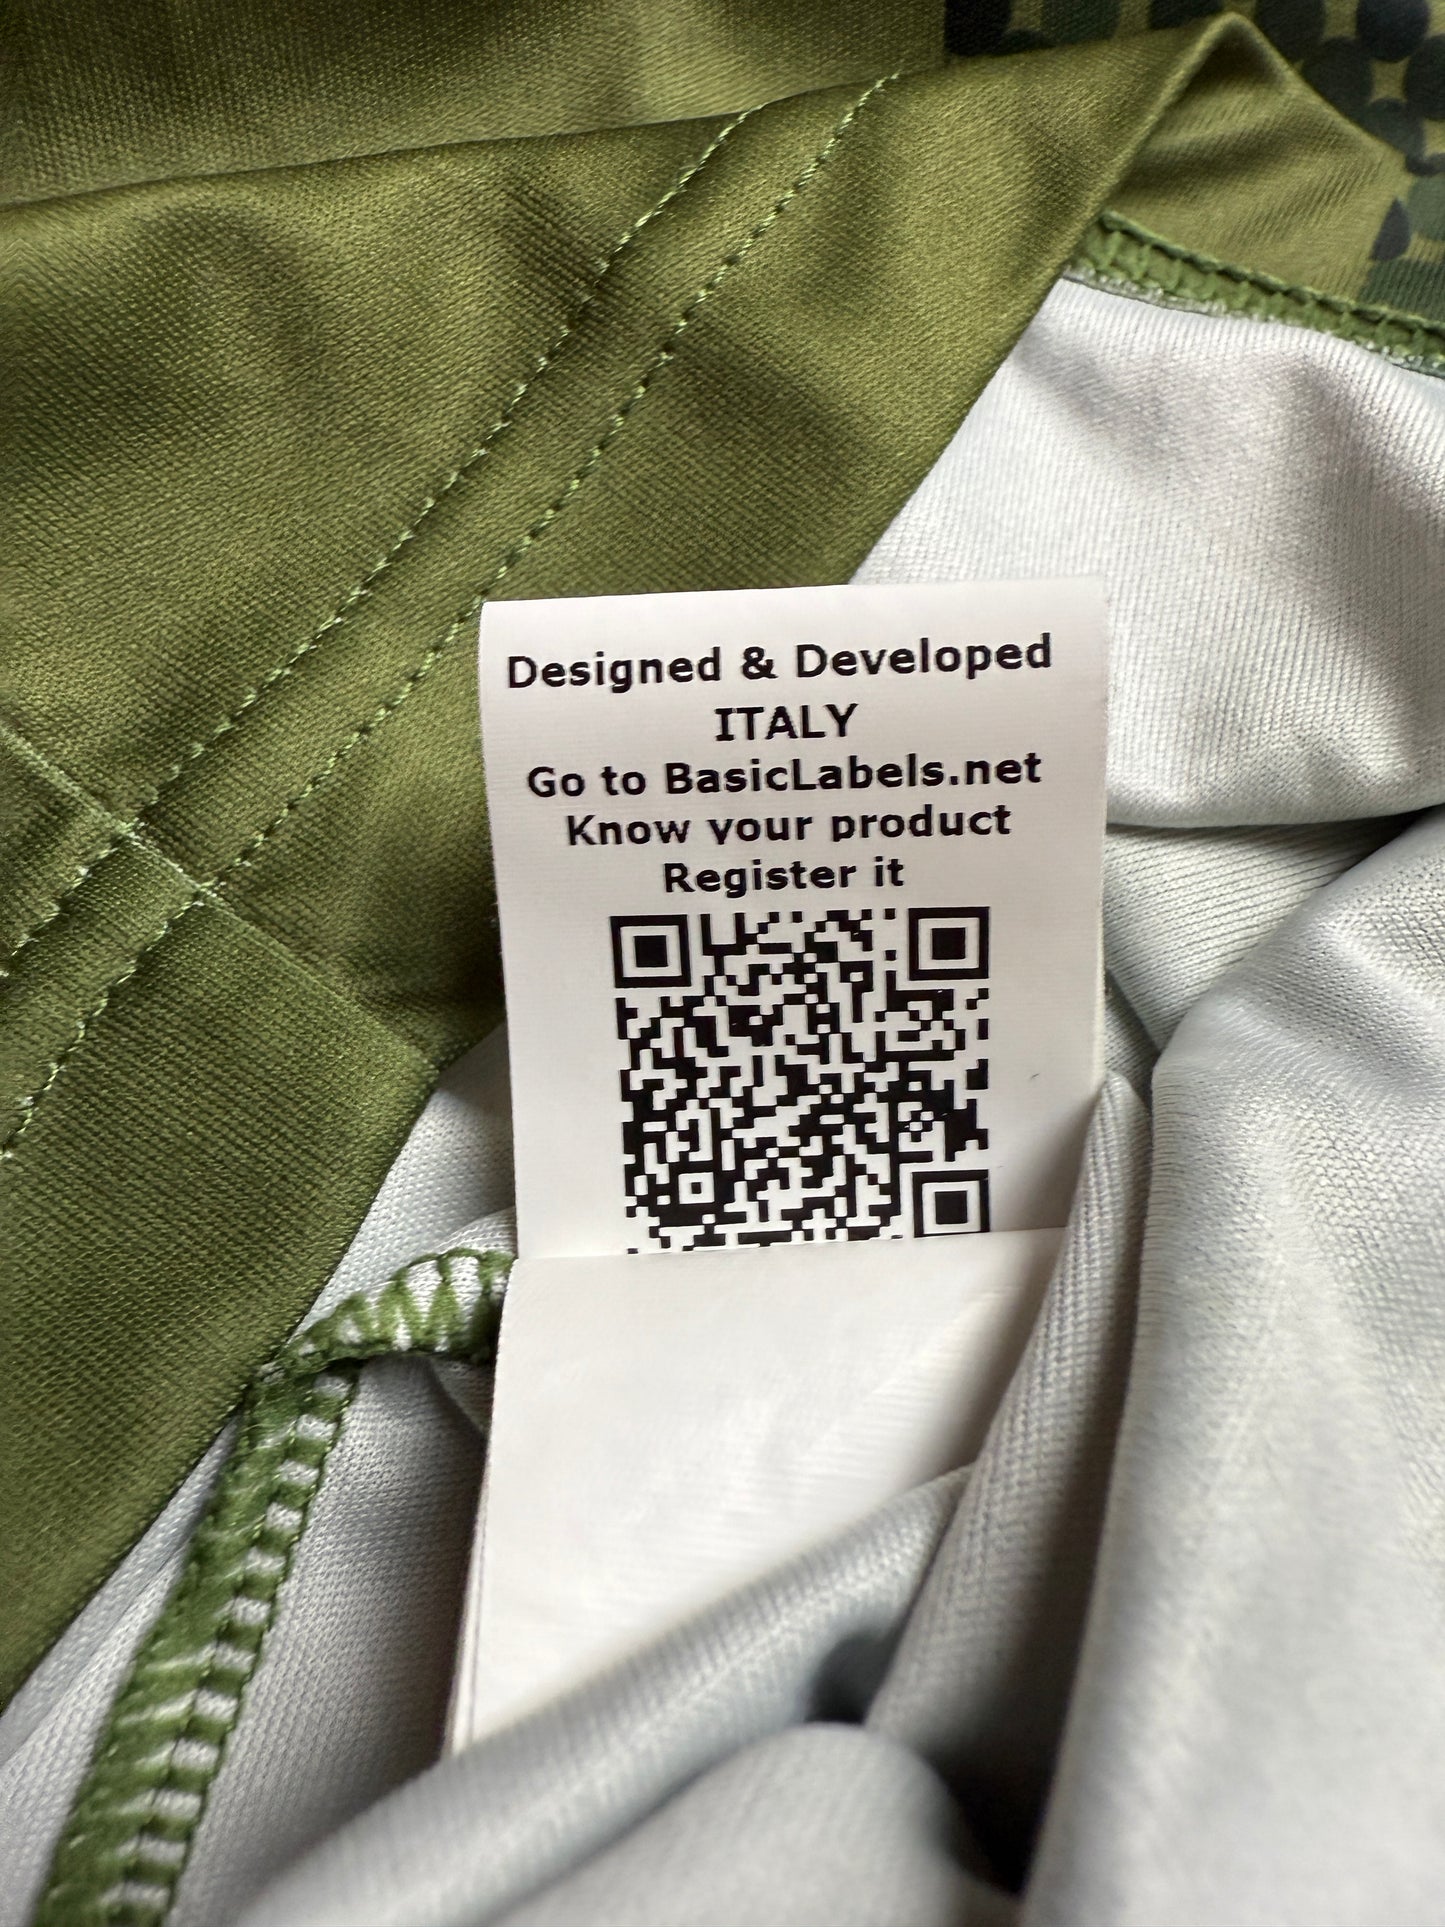 Designed & Developed
ITALY
Go to BasicLabels.net
Know your product
Register it